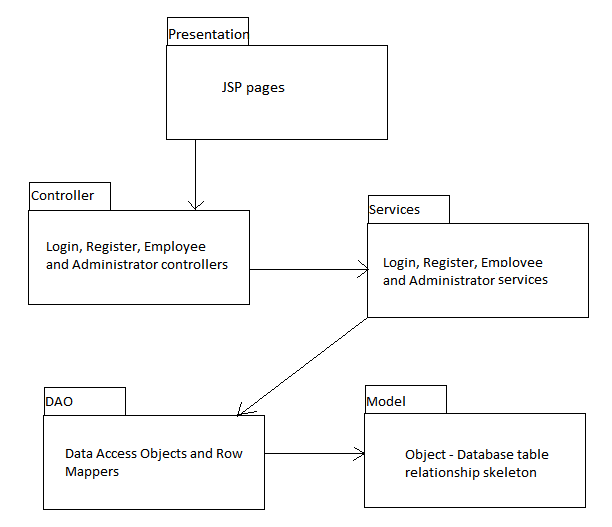 Presentation
JSP pages
Controller
Login, Register, Employee
and Administrator controllers
Services
Login, Register, Employee
and Administrator services
DAO
Data Access Objects and Row
Mappers
Model
Object - Database table
relationship skeleton